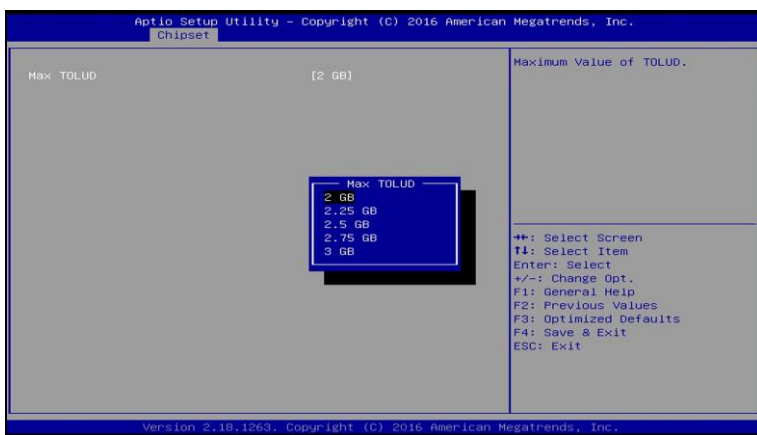 Aptio Setup Utility – Copyright (C) 2016 American Megatrends, Inc.
Chipset
Max TOLUD [2 GB]
Maximum Value of TOLUD.
Max TOLUD
2 GB
2.25 GB
2.5 GB
2.75 GB
3 GB
→←: Select Screen
↑↓: Select Item
Enter: Select
+/-: Change Opt.
F1: General Help
F2: Previous Values
F3: Optimized Defaults
F4: Save & Exit
ESC: Exit
Version 2.18.1263. Copyright (C) 2016 American Megatrends, Inc.